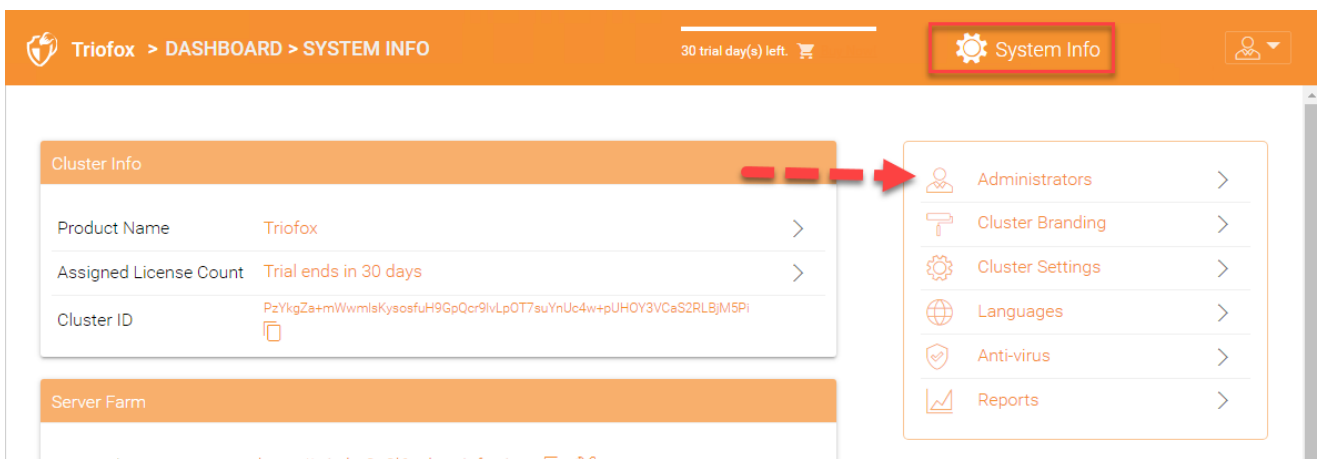 Triofox > DASHBOARD > SYSTEM INFO
30 trial day(s) left.
System Info
Cluster Info
Product Name Triofox
Assigned License Count Trial ends in 30 days
Cluster ID PzYkgZa+mWwmlsKysosfuH9GpQcr9lvLpOT7suYnUc4w+pUHOY3VCaS2RLBjM5Pi
Server Farm
Administrators
Cluster Branding
Cluster Settings
Languages
Anti-virus
Reports